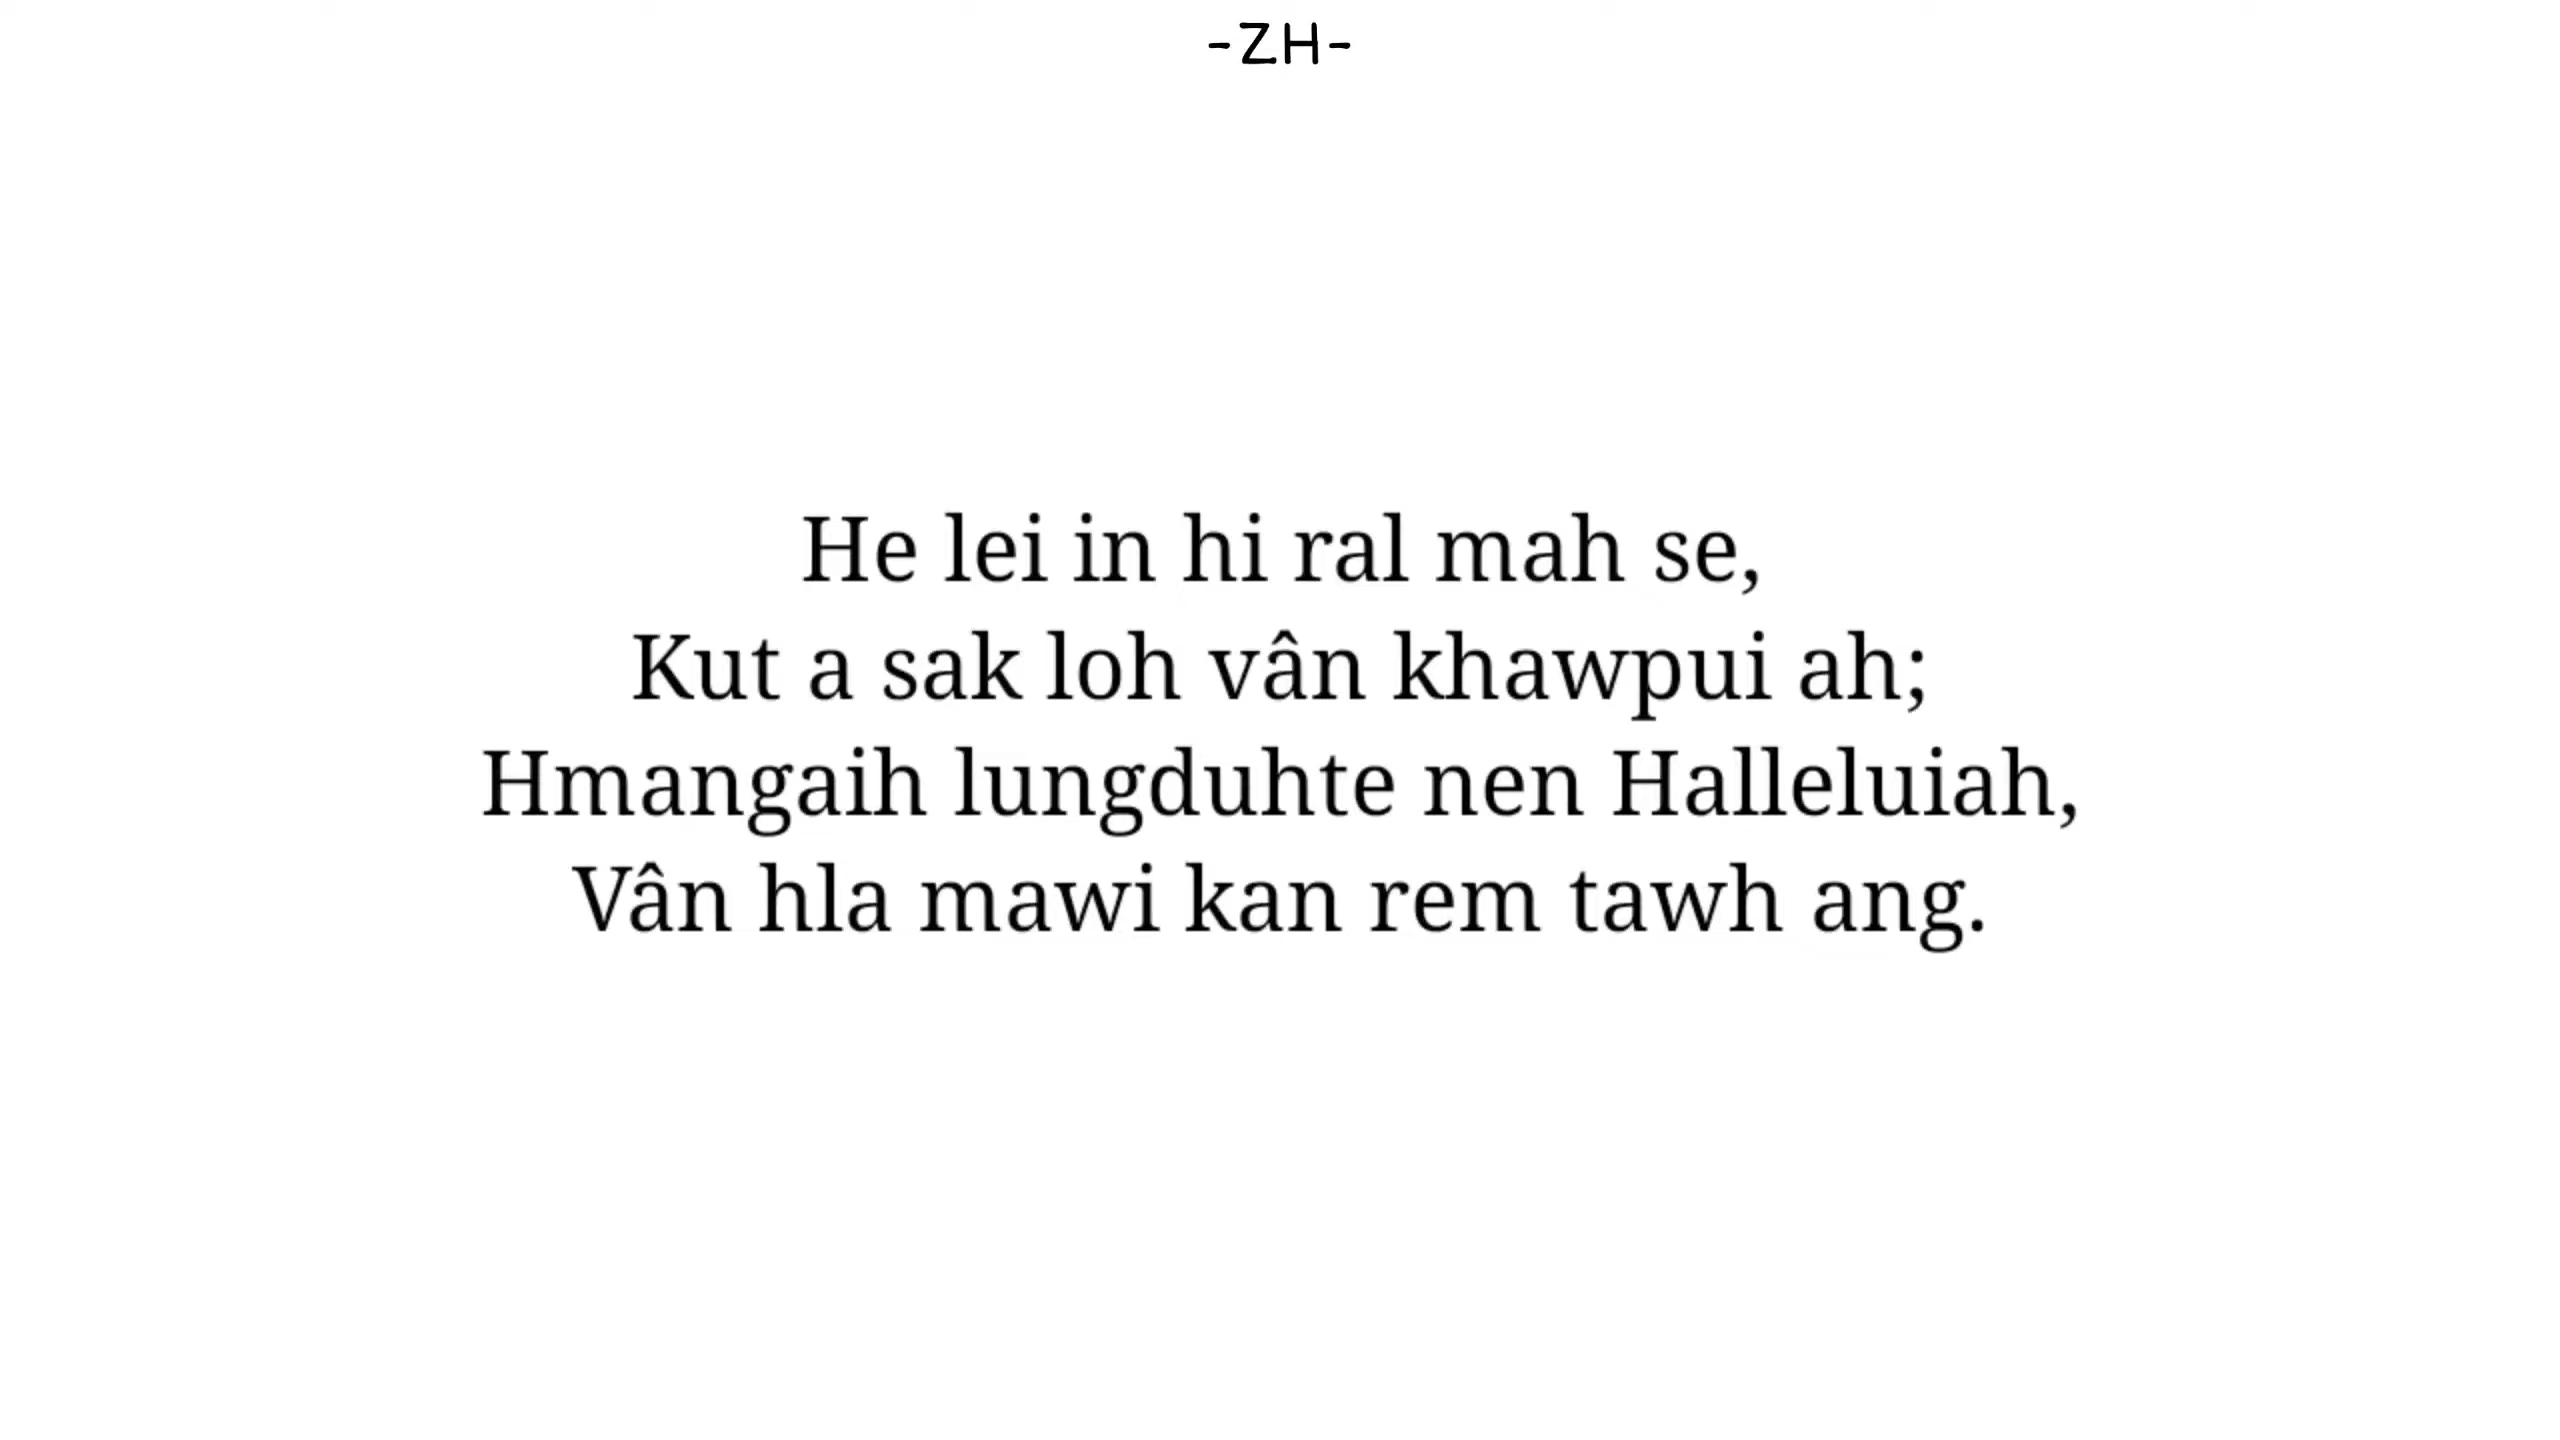 -ZH-
He lei in hi ral mah se,
Kut a sak loh vân khawpui ah;
Hmangaih lungduhte nen Halleluiah,
Vân hla mawi kan rem tawh ang.